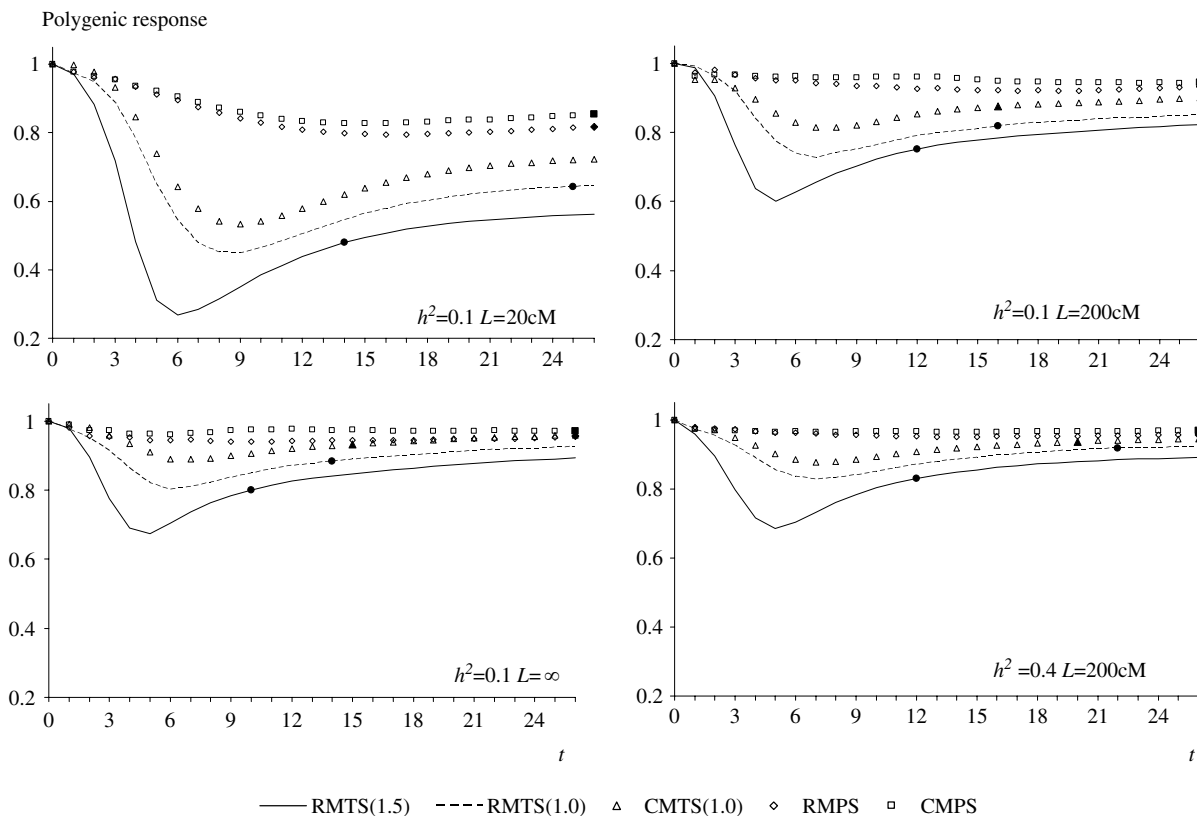 Polygenic response
1
0.8
0.6
0.4
0.2
0 3 6 9 12 15 18 21 24
h²=0.1 L=20cM
1
0.8
0.6
0.4
0.2
0 3 6 9 12 15 18 21 24
h²=0.1 L=200cM
1
0.8
0.6
0.4
0.2
0 3 6 9 12 15 18 21 24
h²=0.1 L=∞
t
1
0.8
0.6
0.4
0.2
0 3 6 9 12 15 18 21 24
h² =0.4 L=200cM
t
RMTS(1.5) RMTS(1.0) CMTS(1.0) RMPS CMPS